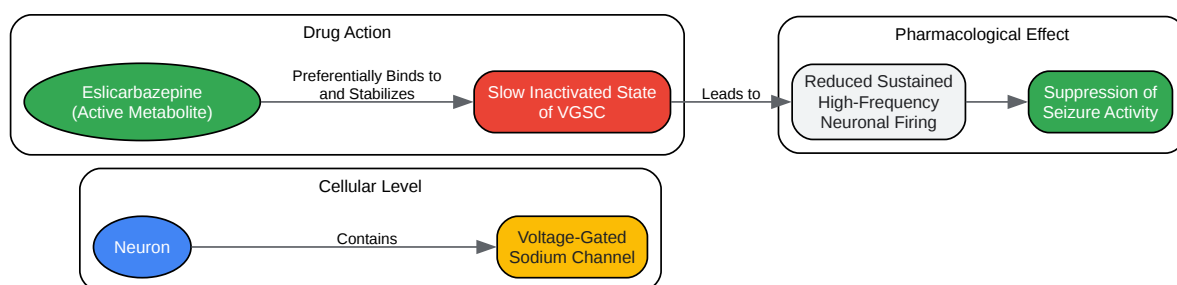 Drug Action
Eslicarbazepine
(Active Metabolite)
Preferentially Binds to
and Stabilizes
Slow Inactivated State
of VGSC
Leads to
Pharmacological Effect
Reduced Sustained
High-Frequency
Neuronal Firing
Suppression of
Seizure Activity
Cellular Level
Neuron
Contains
Voltage-Gated
Sodium Channel